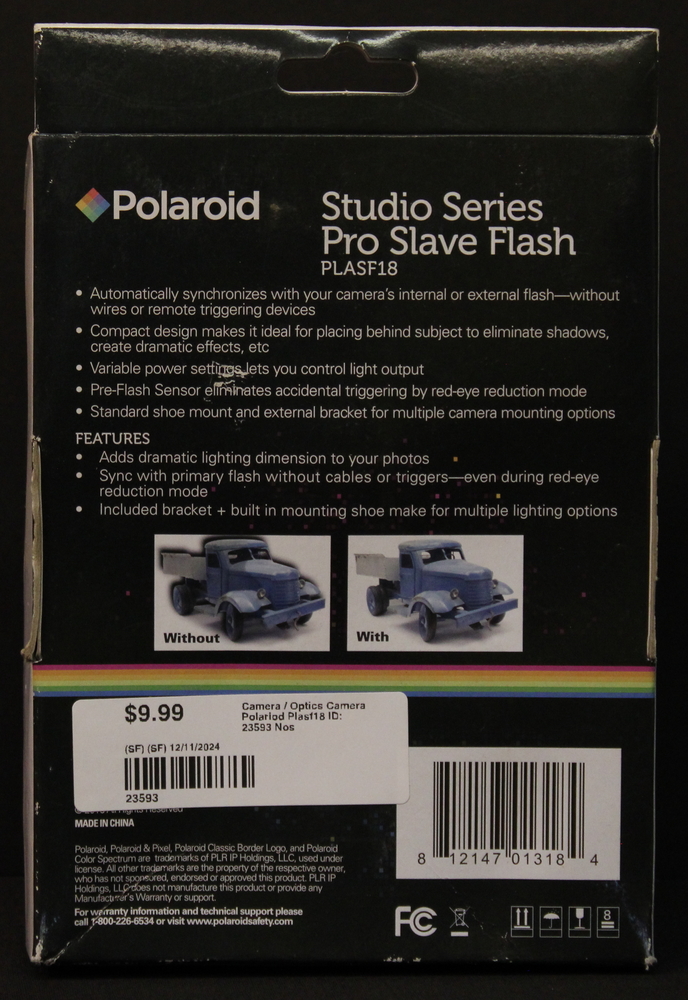 Polaroid
Studio Series
Pro Slave Flash
PLASF18
• Automatically synchronizes with your camera's internal or external flash—without
wires or remote triggering devices
• Compact design makes it ideal for placing behind subject to eliminate shadows,
create dramatic effects, etc
• Variable power settings lets you control light output
• Pre-Flash Sensor eliminates accidental triggering by red-eye reduction mode
• Standard shoe mount and external bracket for multiple camera mounting options
FEATURES
• Adds dramatic lighting dimension to your photos
• Sync with primary flash without cables or triggers—even during red-eye
reduction mode
• Included bracket + built in mounting shoe make for multiple lighting options
Without
With
$9.99
Camera / Optics Camera
Polariod Plasf18 ID:
23593 Nos
(SF) (SF) 12/11/2024
23593
All Rights Reserved
MADE IN CHINA
Polaroid, Polaroid & Pixel, Polaroid Classic Border Logo, and Polaroid
Color Spectrum are trademarks of PLR IP Holdings, LLC, used under
license. All other trademarks are the property of the respective owner,
who has not sponsored, endorsed or approved this product. PLR IP
Holdings, LLC does not manufacture this product or provide any
Manufacturer's Warranty or support.
For warranty information and technical support please
call 1-800-226-6534 or visit www.polaroidsafety.com
8 12147 01318 4
FC
8